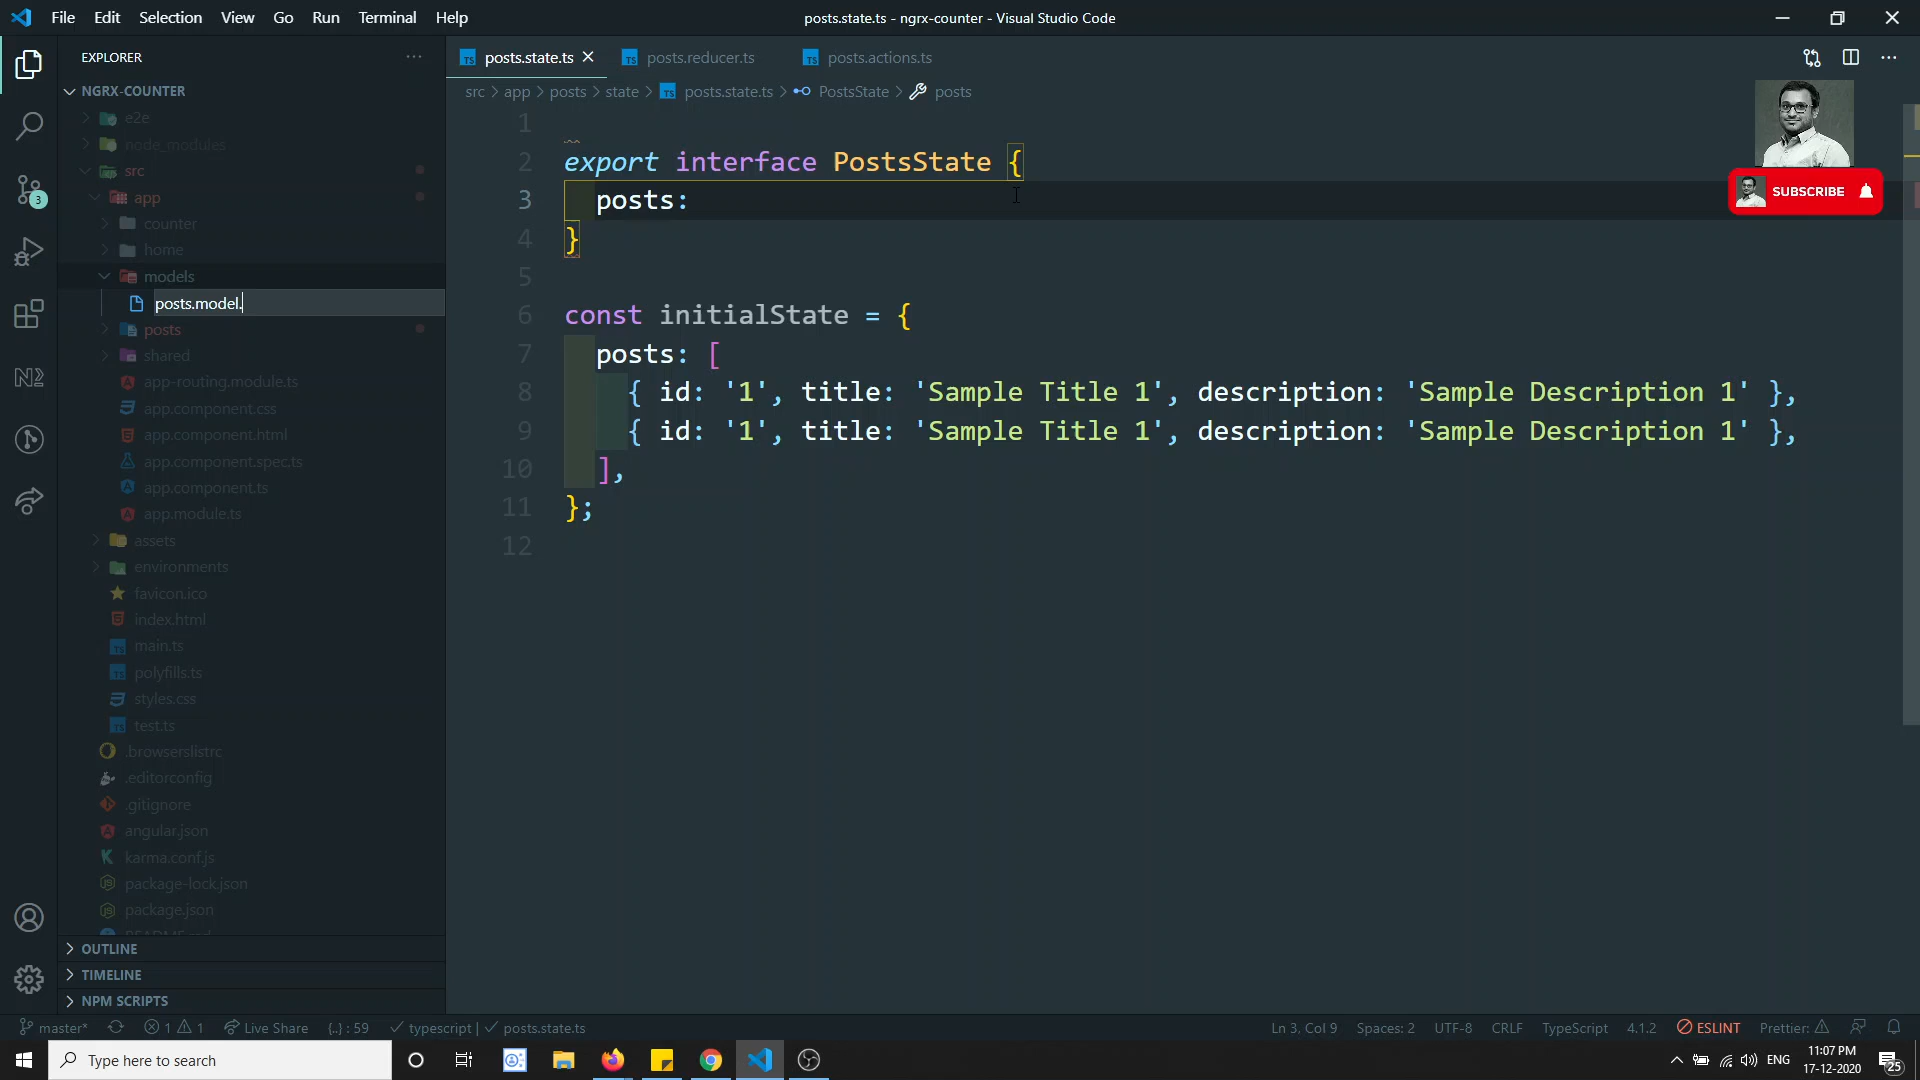 File Edit Selection View Go Run Terminal Help
posts.state.ts - ngrx-counter - Visual Studio Code
EXPLORER
posts.state.ts
posts.reducer.ts
posts.actions.ts
NGRX-COUNTER
src > app > posts > state > posts.state.ts > PostsState > posts
e2e
node_modules
src
app
counter
home
models
posts.model.
posts
shared
app-routing.module.ts
app.component.css
app.component.html
app.component.spec.ts
app.component.ts
app.module.ts
assets
environments
favicon.ico
index.html
main.ts
polyfills.ts
styles.css
test.ts
.browserslistrc
.editorconfig
.gitignore
angular.json
karma.conf.js
package-lock.json
package.json
OUTLINE
TIMELINE
NPM SCRIPTS
1
2 export interface PostsState {
3 posts:
4 }
5
6 const initialState = {
7 posts: [
8 { id: '1', title: 'Sample Title 1', description: 'Sample Description 1' },
9 { id: '1', title: 'Sample Title 1', description: 'Sample Description 1' },
10 ],
11 };
12
SUBSCRIBE
3
master* 1 1 Live Share {..} : 59 typescript | posts.state.ts
Ln 3, Col 9 Spaces: 2 UTF-8 CRLF TypeScript 4.1.2 ESLINT Prettier:
Type here to search
ENG
11:07 PM
17-12-2020
25